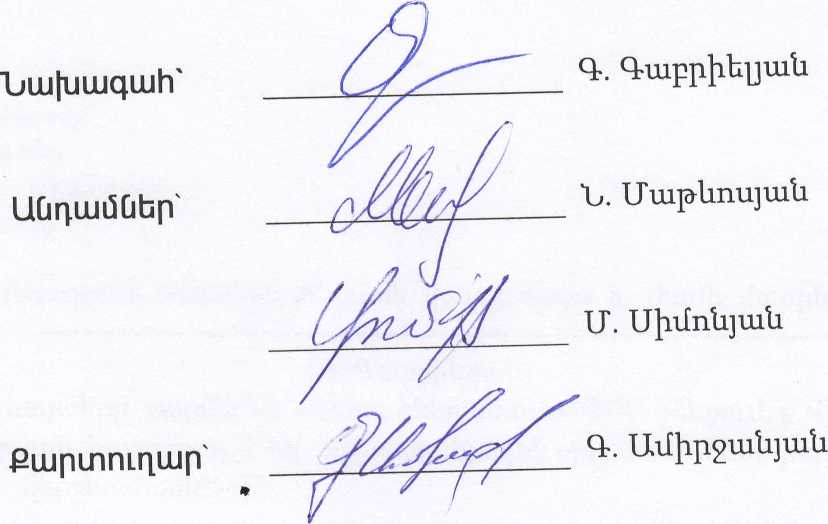 Նախագահ՝ Գ. Գաբրիելյան
Անդամներ՝ Ն. Մաթևոսյան
Մ. Սիմոնյան
Քարտուղար՝ Գ. Ամիրջանյան